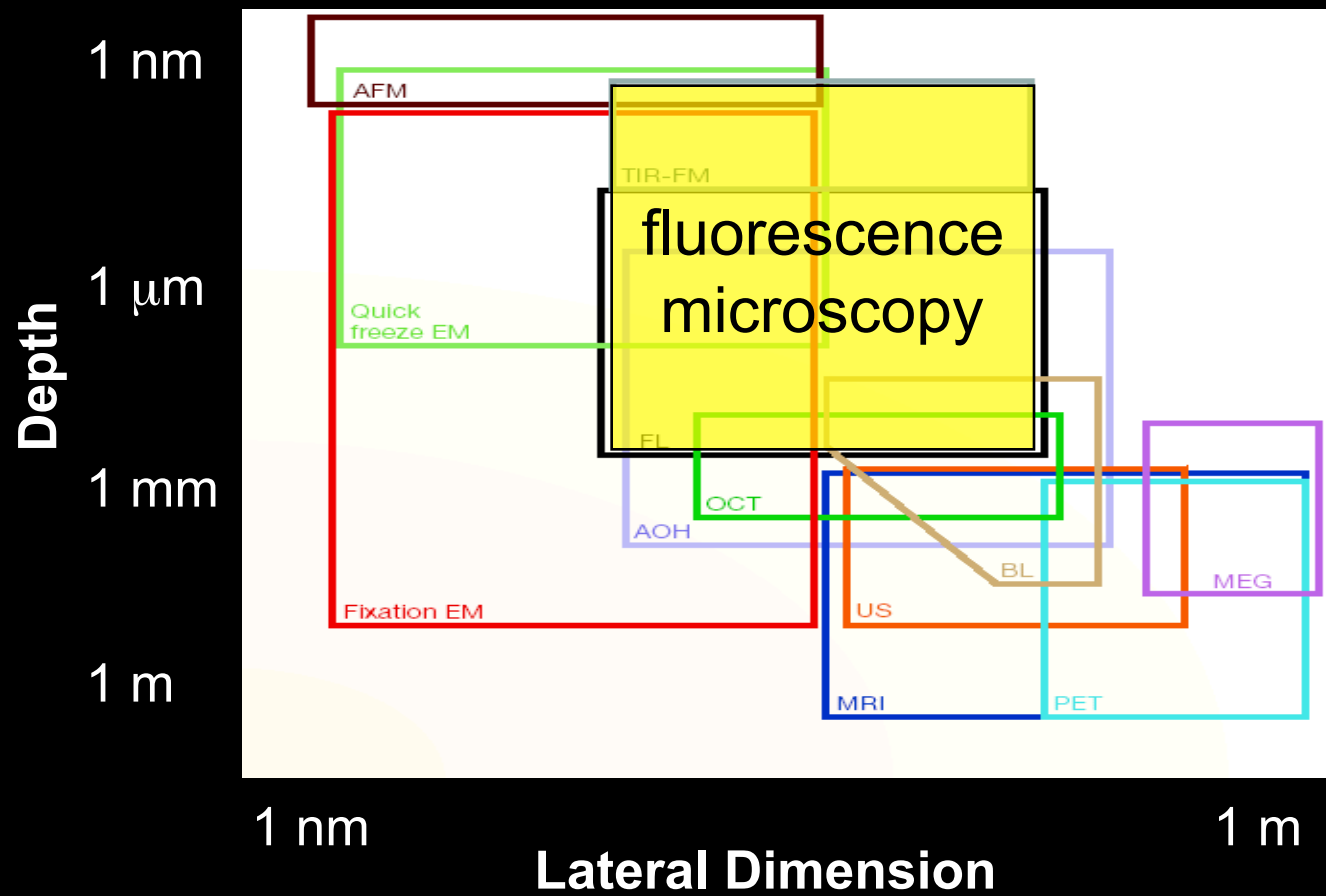 1 nm
AFM
TIR-FM
fluorescence
microscopy
1 μm
Quick
freeze EM
Depth
FL
1 mm
OCT
AOH
BL
MEG
Fixation EM
US
1 m
MRI
PET
1 nm
1 m
Lateral Dimension